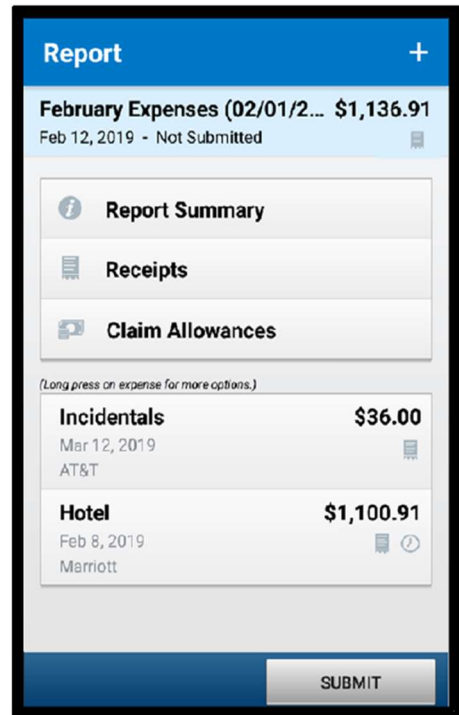 Report +
February Expenses (02/01/2... $1,136.91
Feb 12, 2019 - Not Submitted
Report Summary
Receipts
Claim Allowances
(Long press on expense for more options.)
Incidentals $36.00
Mar 12, 2019
AT&T
Hotel $1,100.91
Feb 8, 2019
Marriott
SUBMIT